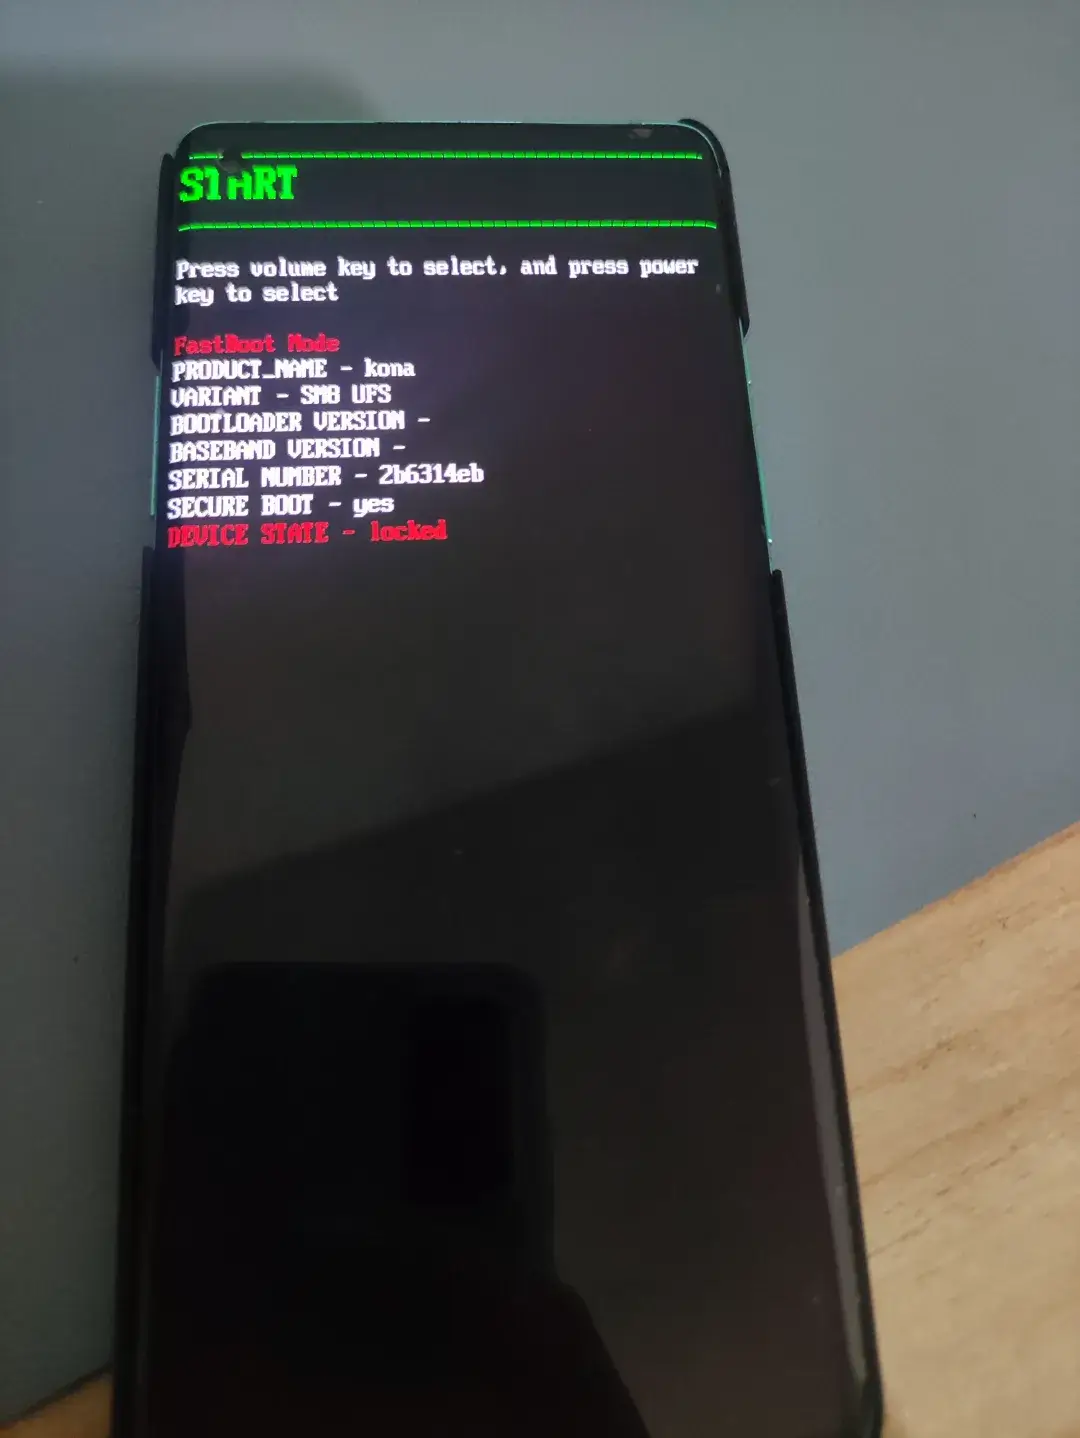 START
Press volume key to select, and press power
key to select
FastBoot Mode
PRODUCT_NAME - kona
VARIANT - SMB UFS
BOOTLOADER VERSION -
BASEBAND VERSION -
SERIAL NUMBER - 2b6314eb
SECURE BOOT - yes
DEVICE STATE - locked